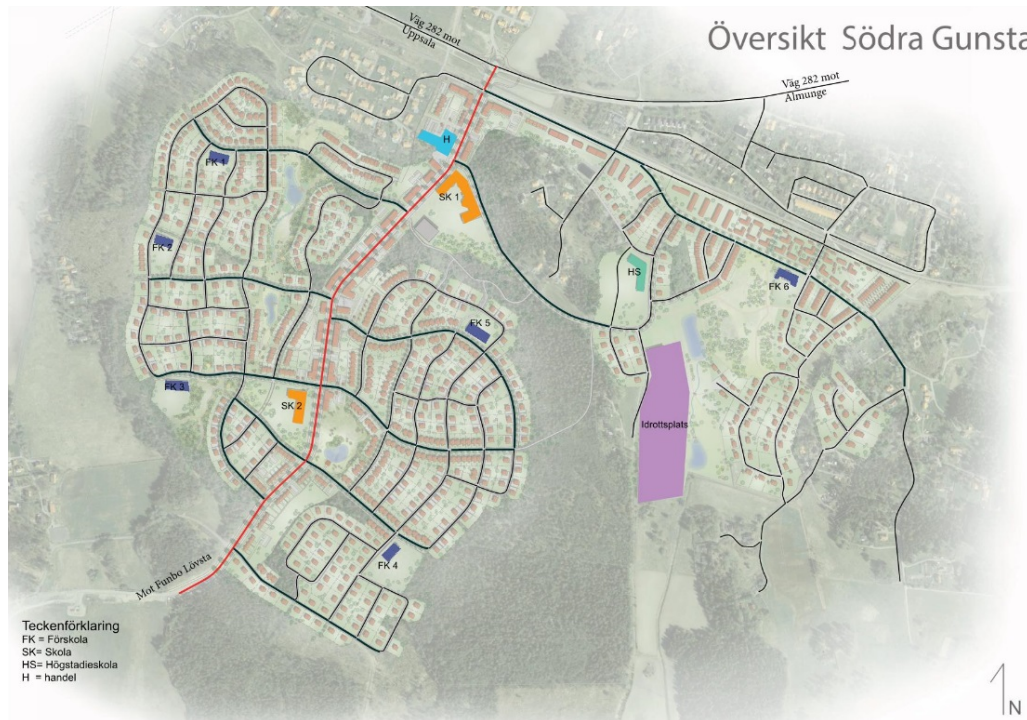 Översikt Södra Gunsta
Väg 282 mot
Uppsala
Väg 282 mot
Almunge
H
SK 1
FK 1
FK 2
HS
FK 6
FK 5
FK 3
SK 2
Idrottsplats
FK 4
Mot Funbo Lövsta
Teckenförklaring
FK = Förskola
SK= Skola
HS= Högstadieskola
H = handel
N